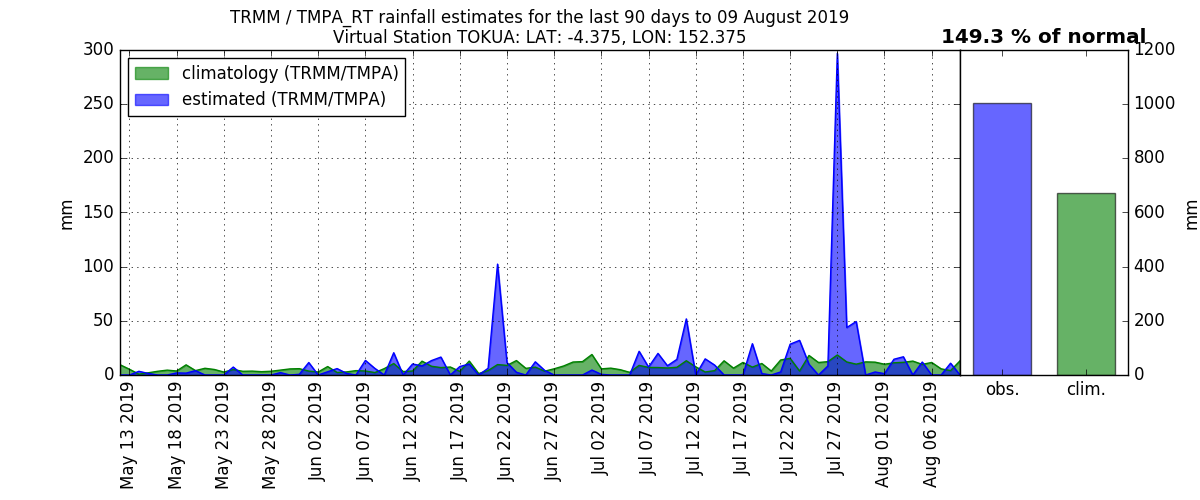 TRMM / TMPA_RT rainfall estimates for the last 90 days to 09 August 2019
Virtual Station TOKUA: LAT: -4.375, LON: 152.375
149.3 % of normal
climatology (TRMM/TMPA)
estimated (TRMM/TMPA)
mm
300
250
200
150
100
50
0
May 13 2019
May 18 2019
May 23 2019
May 28 2019
Jun 02 2019
Jun 07 2019
Jun 12 2019
Jun 17 2019
Jun 22 2019
Jun 27 2019
Jul 02 2019
Jul 07 2019
Jul 12 2019
Jul 17 2019
Jul 22 2019
Jul 27 2019
Aug 01 2019
Aug 06 2019
obs.
clim.
1200
1000
800
600
400
200
0
mm